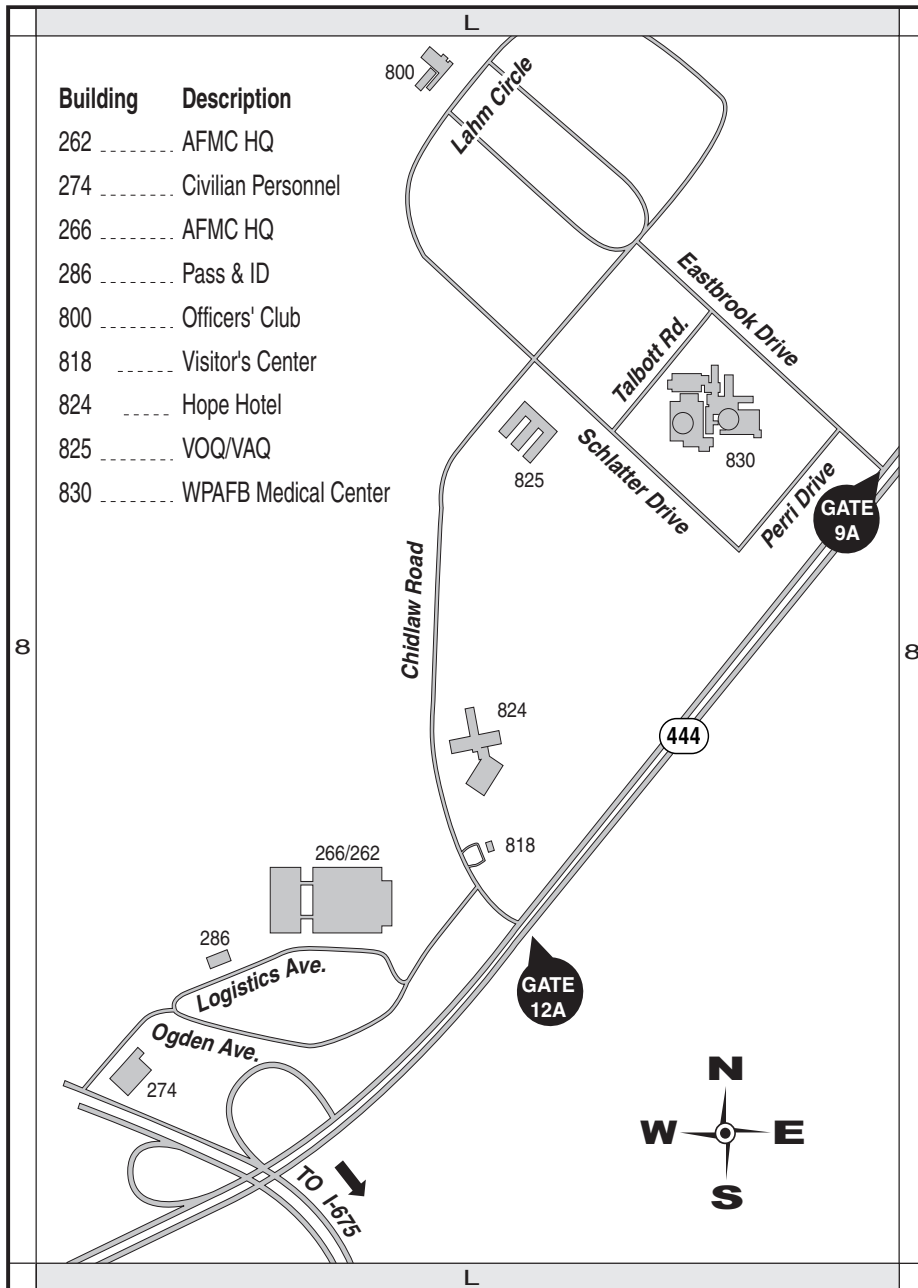 L
Building Description
262 ........ AFMC HQ
274 ........ Civilian Personnel
266 ........ AFMC HQ
286 ........ Pass & ID
800 ........ Officers' Club
818 ...... Visitor's Center
824 ..... Hope Hotel
825 ........ VOQ/VAQ
830 ........ WPAFB Medical Center
800
Lahm Circle
Eastbrook Drive
Talbott Rd.
830
825
Schlatter Drive
Perri Drive
GATE
9A
Chidlaw Road
8
8
824
444
818
266/262
286
Logistics Ave.
GATE
12A
Ogden Ave.
274
TO I-675
N
W
E
S
L